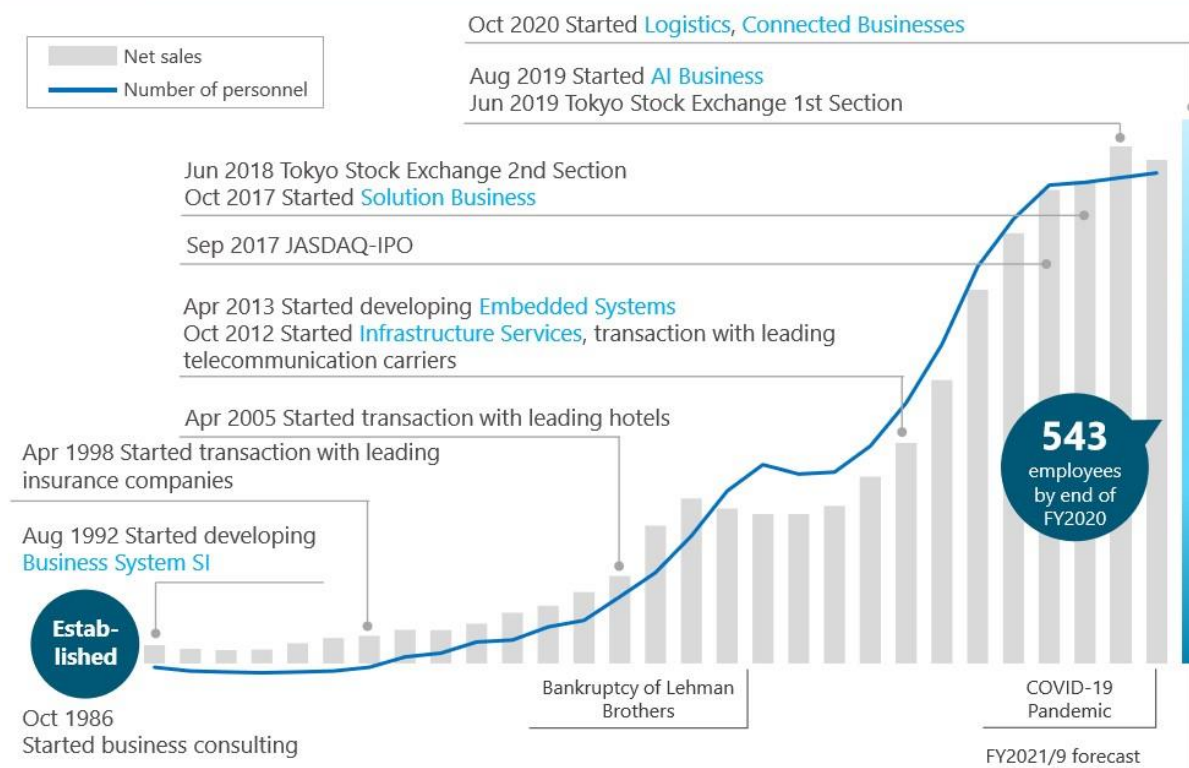 Net sales
Number of personnel
Oct 2020 Started Logistics, Connected Businesses
Aug 2019 Started AI Business
Jun 2019 Tokyo Stock Exchange 1st Section
Jun 2018 Tokyo Stock Exchange 2nd Section
Oct 2017 Started Solution Business
Sep 2017 JASDAQ-IPO
Apr 2013 Started developing Embedded Systems
Oct 2012 Started Infrastructure Services, transaction with leading
telecommunication carriers
Apr 2005 Started transaction with leading hotels
Apr 1998 Started transaction with leading
insurance companies
Aug 1992 Started developing
Business System SI
Estab-
lished
Oct 1986
Started business consulting
543
employees
by end of
FY2020
Bankruptcy of Lehman
Brothers
COVID-19
Pandemic
FY2021/9 forecast